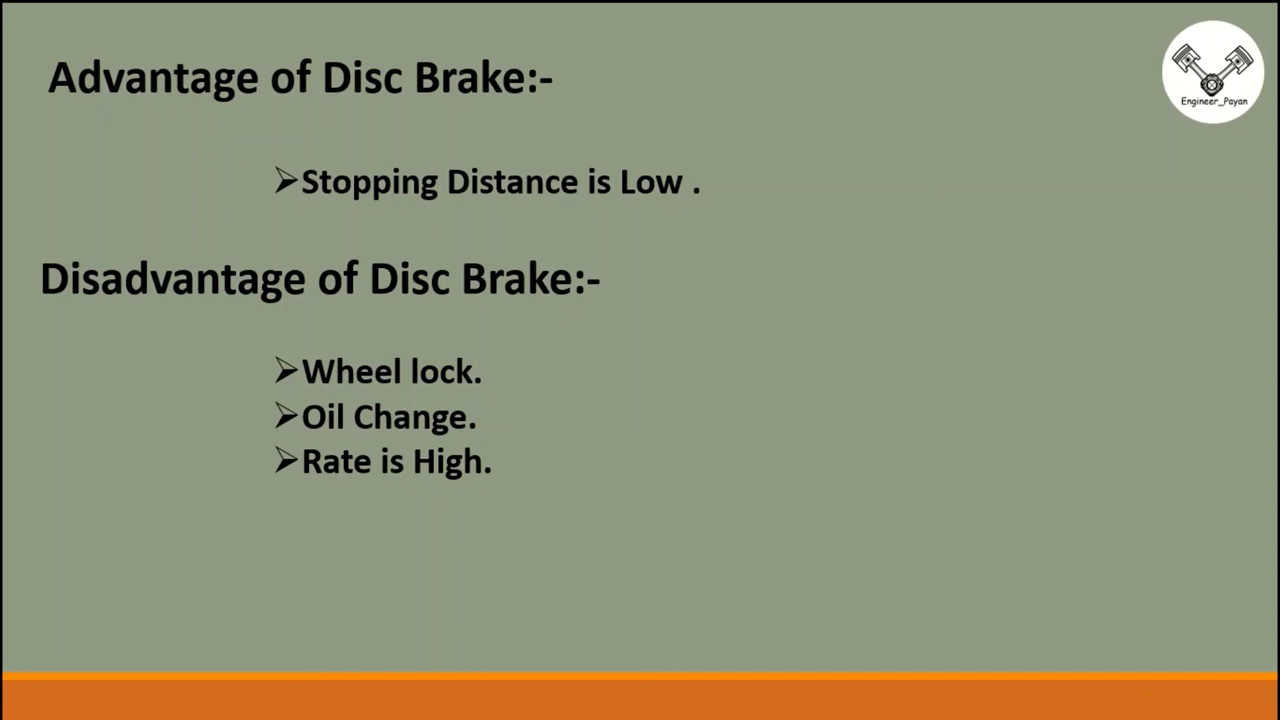 Advantage of Disc Brake:-
Engineer_Payan
➢Stopping Distance is Low .
Disadvantage of Disc Brake:-
➢Wheel lock.
➢Oil Change.
➢Rate is High.